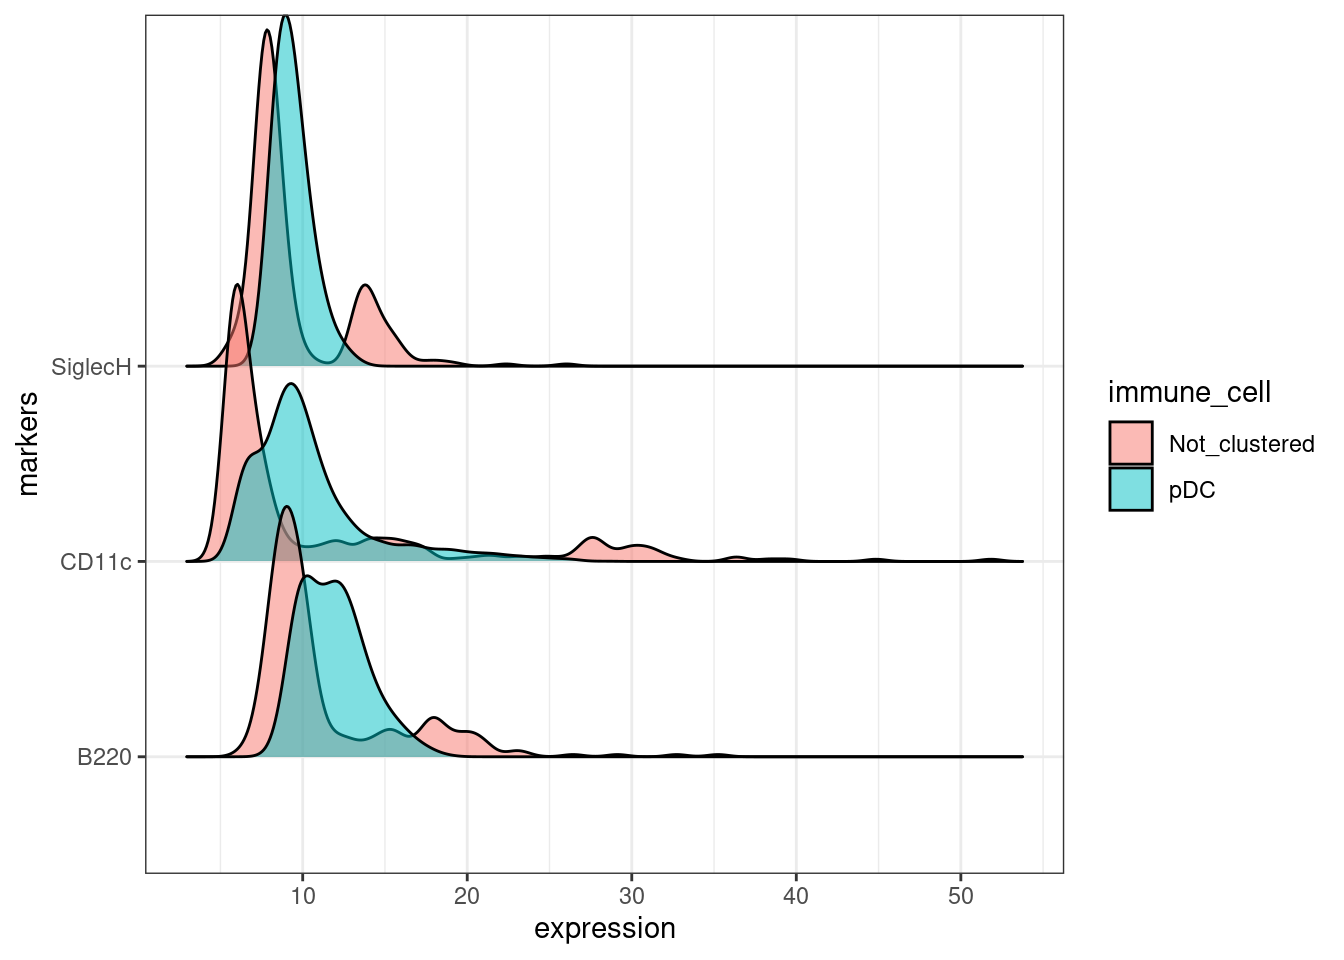 SiglecH
CD11c
B220
markers
10 20 30 40 50
expression
immune_cell
Not_clustered
pDC